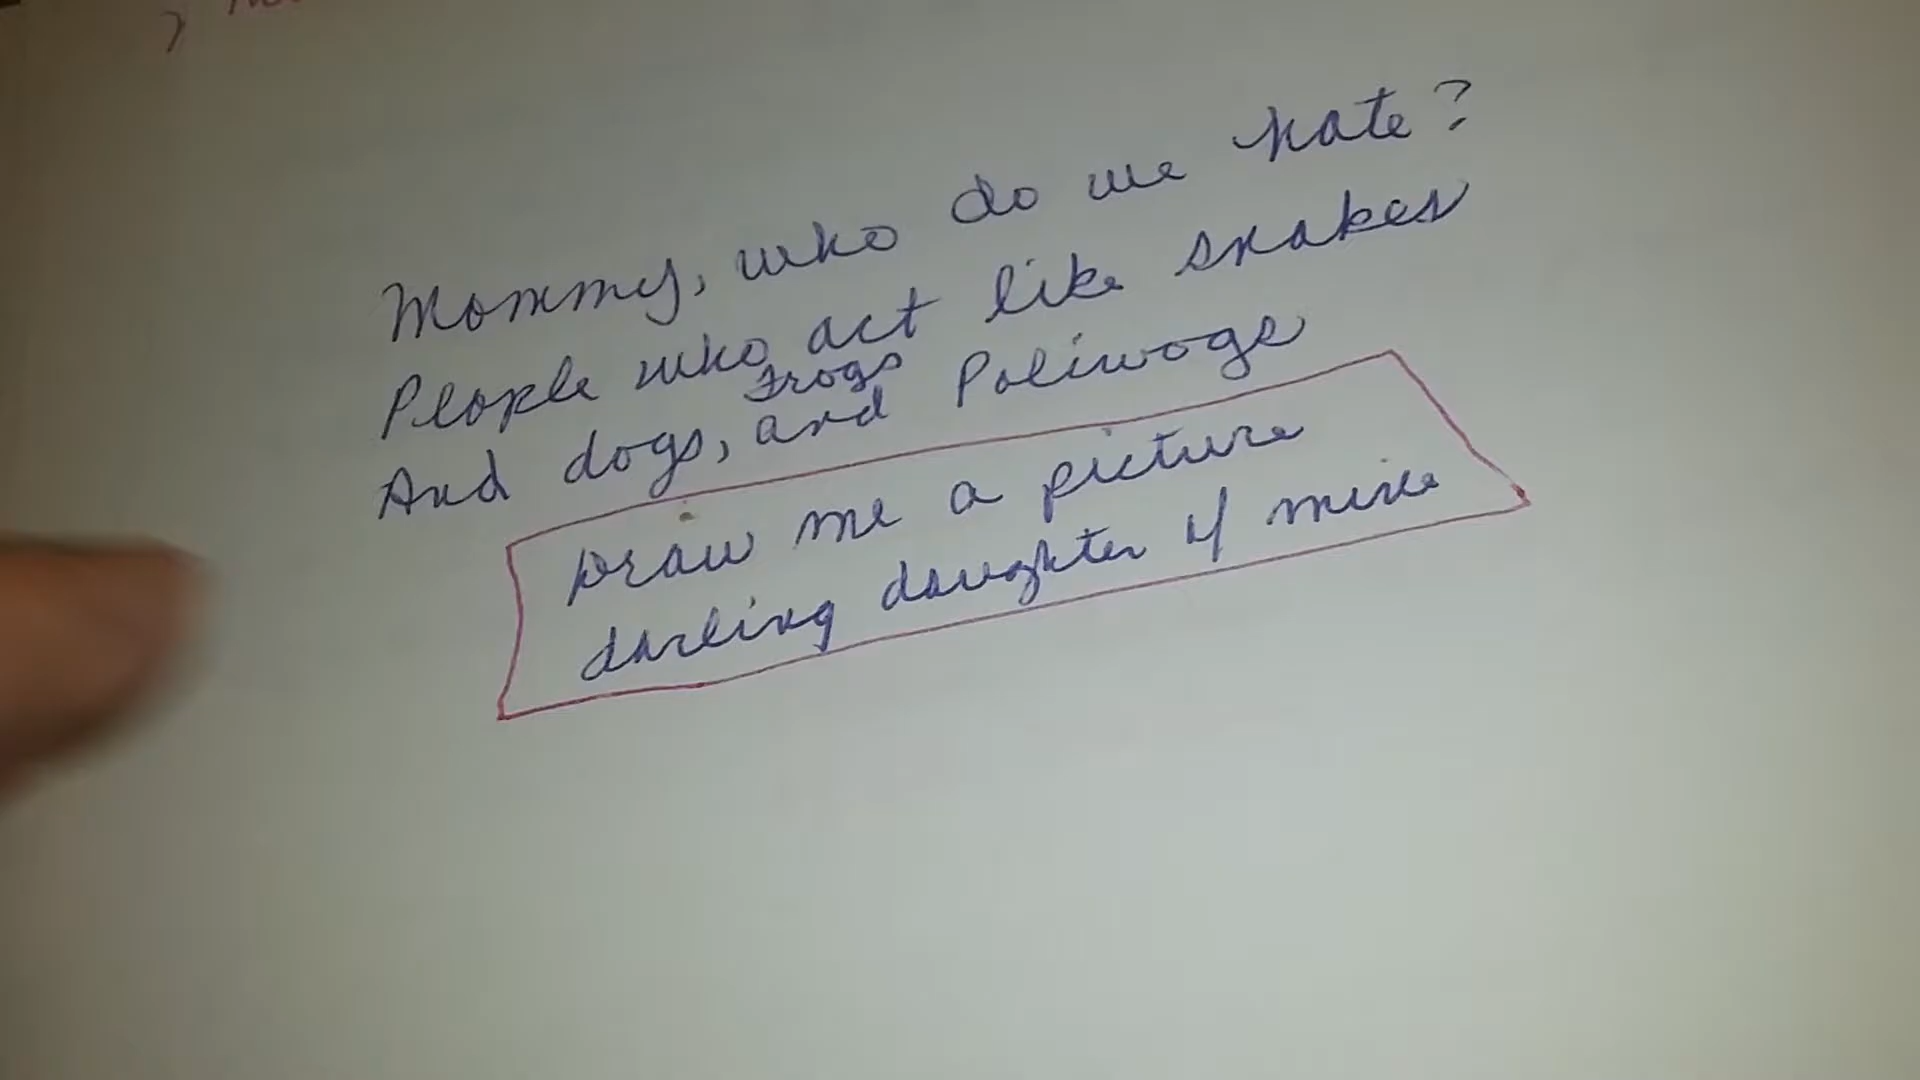 Mommy, who do we hate?
People who act like snakes
And dogs, frogs and Poliwogs
Draw me a picture
darling daughter of mine